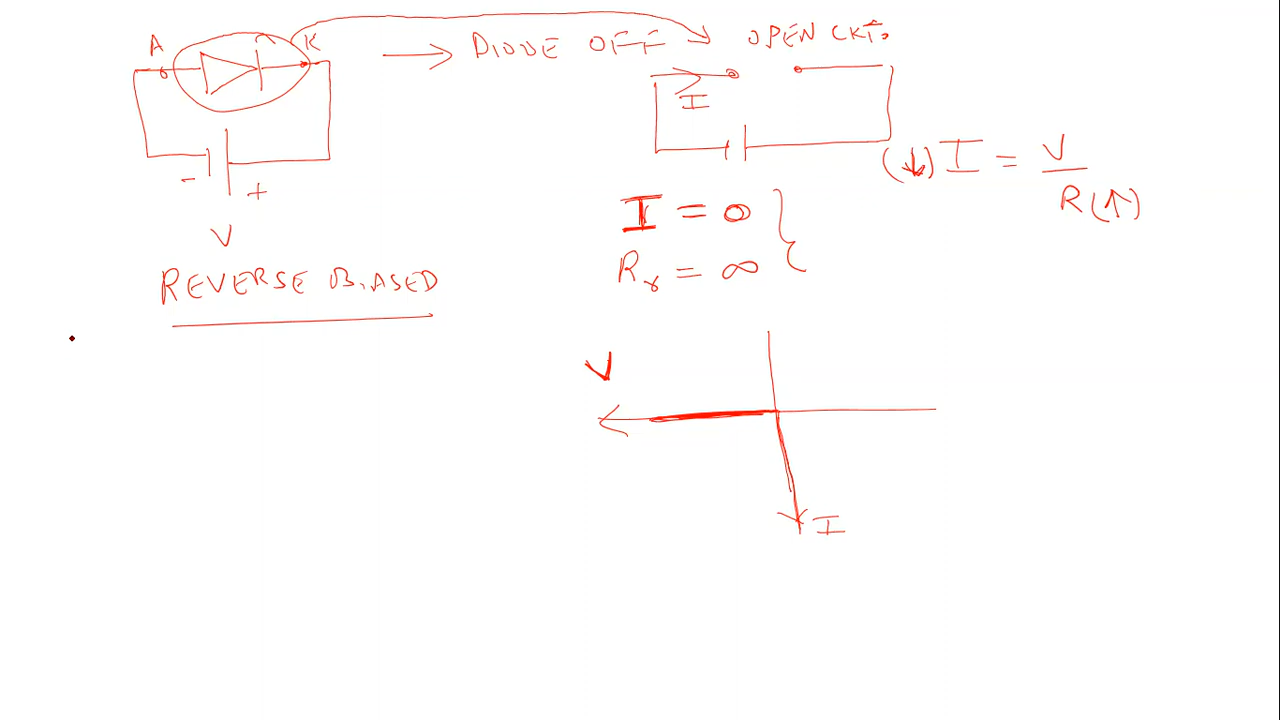 A K → DIODE OFF OPEN CKT.
I
- +
(↓) I = V / R(↑)
V
I = 0
Rr = ∞
REVERSE BIASED
V
I